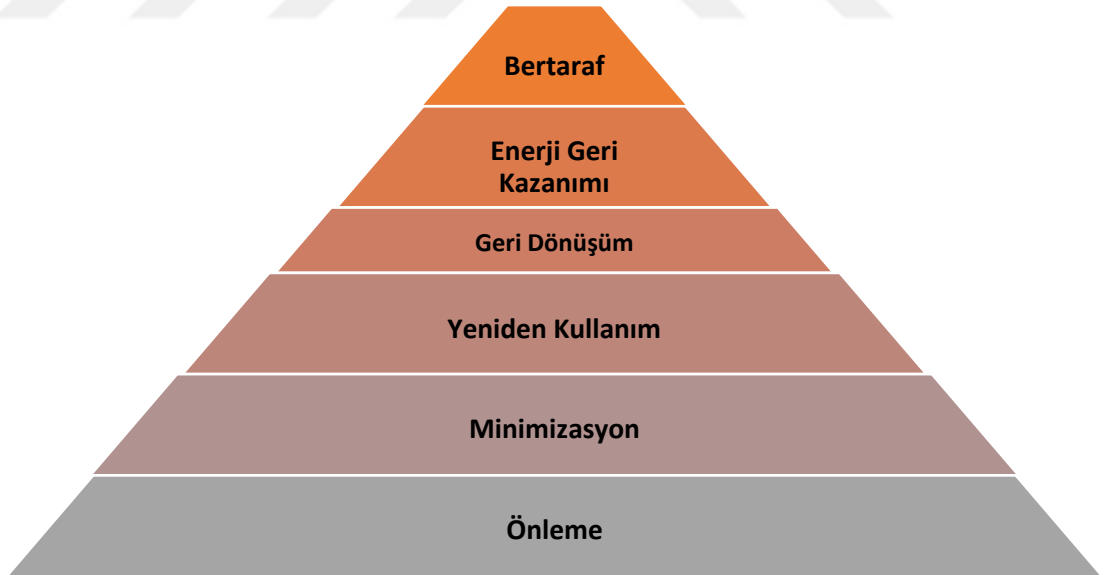 Bertaraf
Enerji Geri
Kazanımı
Geri Dönüşüm
Yeniden Kullanım
Minimizasyon
Önleme